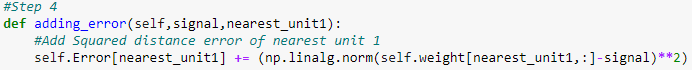 #Step 4
def adding_error(self,signal,nearest_unit1):
#Add Squared distance error of nearest unit 1
self.Error[nearest_unit1] += (np.linalg.norm(self.weight[nearest_unit1,:]-signal)**2)